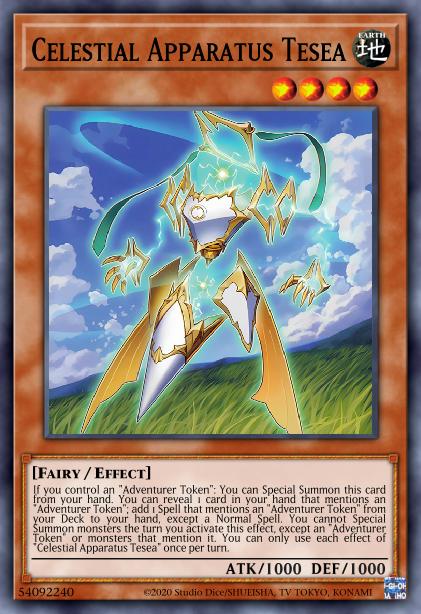 CELESTIAL APPARATUS TESEA
EARTH
地
[FAIRY / EFFECT]
If you control an "Adventurer Token": You can Special Summon this card
from your hand. You can reveal 1 card in your hand that mentions an
"Adventurer Token"; add 1 Spell that mentions an "Adventurer Token" from
your Deck to your hand, except a Normal Spell. You cannot Special
Summon monsters the turn you activate this effect, except an "Adventurer
Token" or monsters that mention it. You can only use each effect of
"Celestial Apparatus Tesea" once per turn.
ATK/1000 DEF/1000
54092240
©2020 Studio Dice/SHUEISHA, TV TOKYO, KONAMI